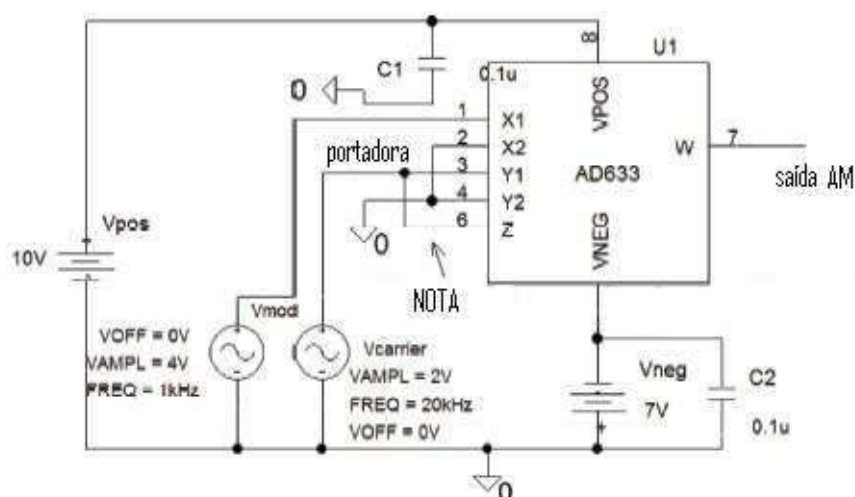 8
U1
C1
0.1u
0
VPOS
1
X1
2
X2
portadora
3
Y1
AD633
W
7
saída AM
4
Y2
6
Z
0
VNEG
NOTA
Vpos
10V
Vmod
VOFF = 0V
VAMPL = 4V
FREQ = 1kHz
Vcarrier
VAMPL = 2V
FREQ = 20kHz
VOFF = 0V
Vneg
7V
C2
0.1u
0